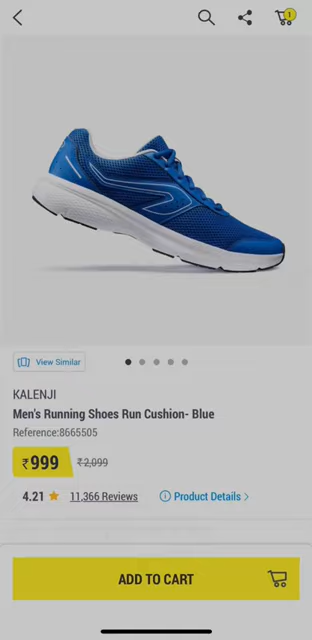 1
View Similar
KALENJI
Men's Running Shoes Run Cushion- Blue
Reference:8665505
₹999 ₹2,099
4.21 11,366 Reviews Product Details
ADD TO CART